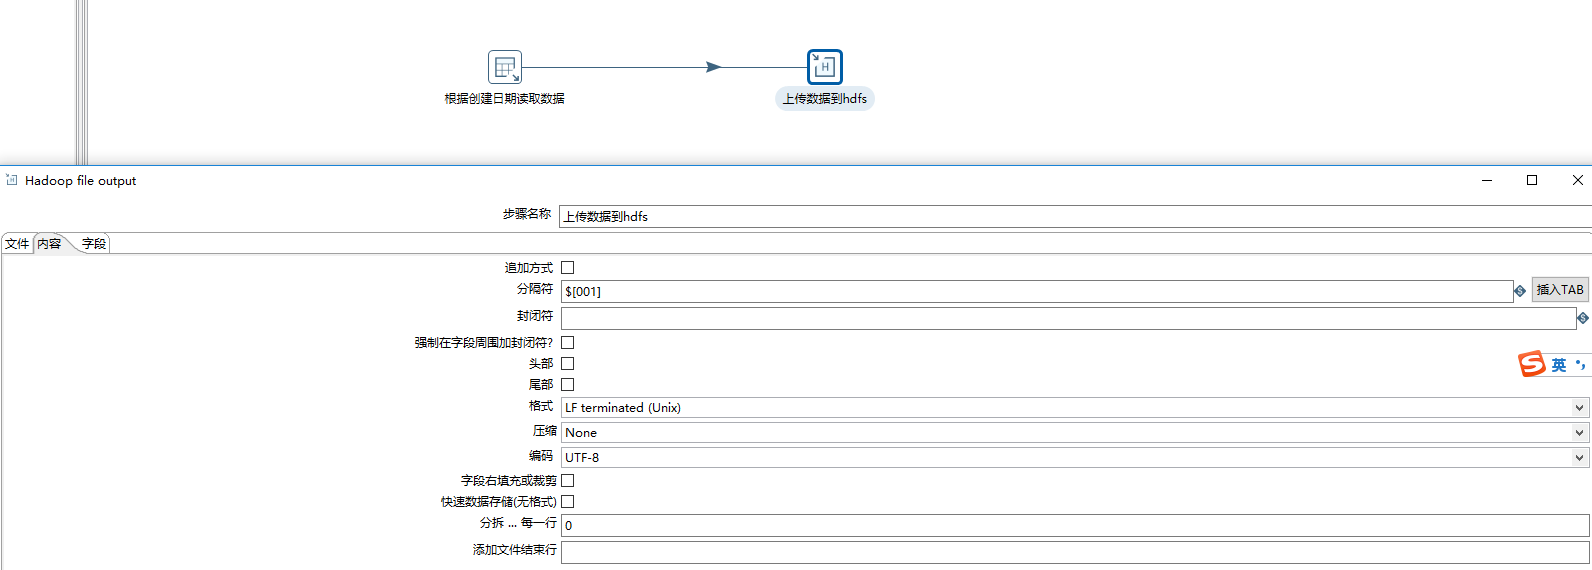 根据创建日期读取数据
H
上传数据到hdfs
Hadoop file output
步骤名称 上传数据到hdfs
文件 内容 字段
追加方式
分隔符 $[001] 插入TAB
封闭符
强制在字段周围加封闭符?
头部
英
尾部
格式 LF terminated (Unix)
压缩 None
编码 UTF-8
字段右填充或裁剪
快速数据存储(无格式)
分拆 ... 每一行 0
添加文件结束行